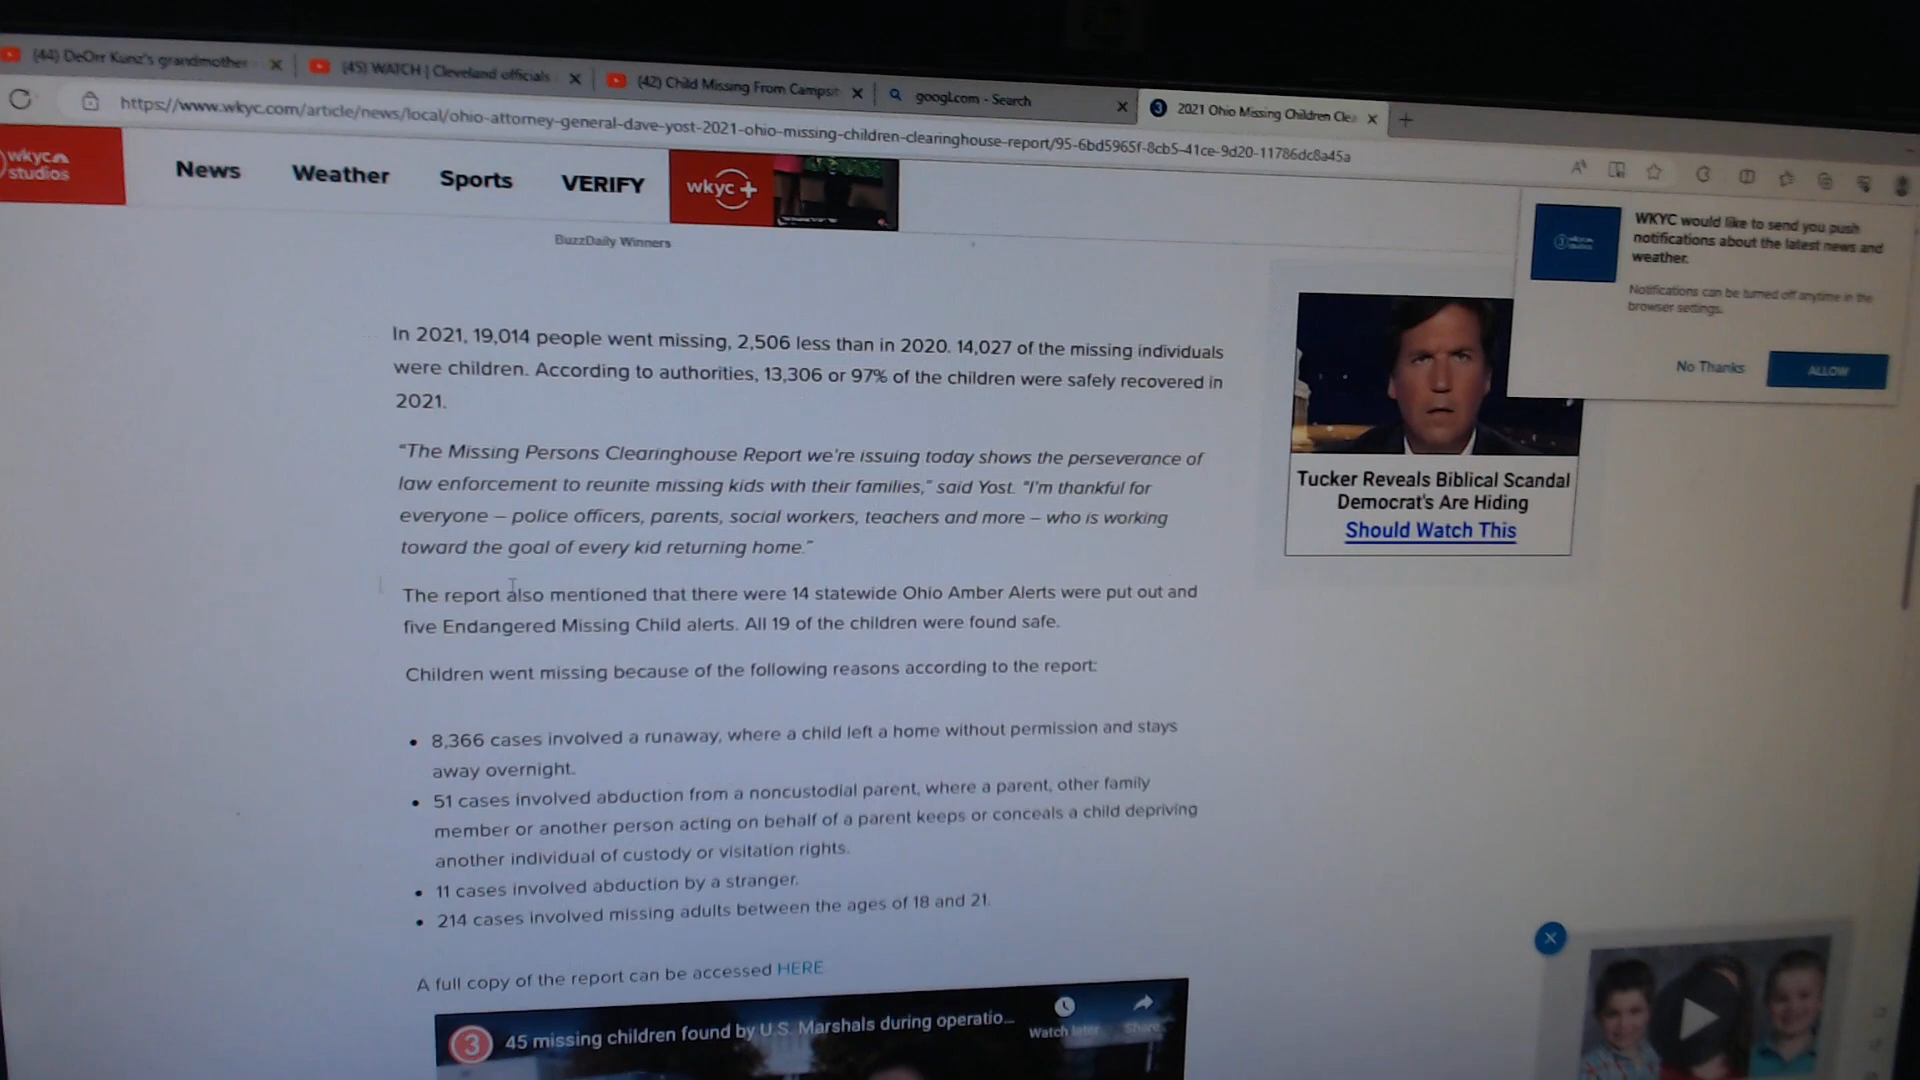 (44) DeOrr Kunz's grandmother
(45) WATCH | Cleveland officials
(42) Child Missing From Campsit
googl.com - Search
2021 Ohio Missing Children Clea
https://www.wkyc.com/article/news/local/ohio-attorney-general-dave-yost-2021-ohio-missing-children-clearinghouse-report/95-6bd5965f-8cb5-41ce-9d20-11786dc8a45a
wkyc
studios
News
Weather
Sports
VERIFY
wkyc+
BuzzDaily Winners
WKYC would like to send you push
notifications about the latest news and
weather.
Notifications can be turned off anytime in the
browser settings.
No Thanks
ALLOW
In 2021, 19,014 people went missing, 2,506 less than in 2020. 14,027 of the missing individuals
were children. According to authorities, 13,306 or 97% of the children were safely recovered in
2021.
“The Missing Persons Clearinghouse Report we're issuing today shows the perseverance of
law enforcement to reunite missing kids with their families,” said Yost. “I'm thankful for
everyone – police officers, parents, social workers, teachers and more – who is working
toward the goal of every kid returning home.”
The report also mentioned that there were 14 statewide Ohio Amber Alerts were put out and
five Endangered Missing Child alerts. All 19 of the children were found safe.
Children went missing because of the following reasons according to the report:
• 8,366 cases involved a runaway, where a child left a home without permission and stays
away overnight.
• 51 cases involved abduction from a noncustodial parent, where a parent, other family
member or another person acting on behalf of a parent keeps or conceals a child depriving
another individual of custody or visitation rights.
• 11 cases involved abduction by a stranger.
• 214 cases involved missing adults between the ages of 18 and 21.
A full copy of the report can be accessed HERE
3
45 missing children found by U.S. Marshals during operatio...
Watch later
Share
Tucker Reveals Biblical Scandal
Democrat's Are Hiding
Should Watch This